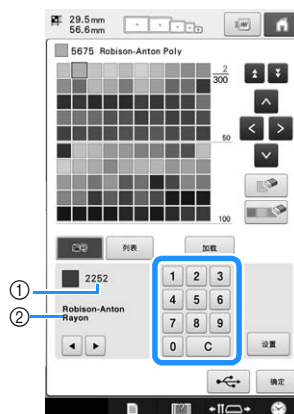 29.5mm
56.6mm
5675 Robison-Anton Poly
2
300
50
100
列表
加载
① 2252
② Robison-Anton
Rayon
1 2 3
4 5 6
7 8 9
0 C
设置
确定